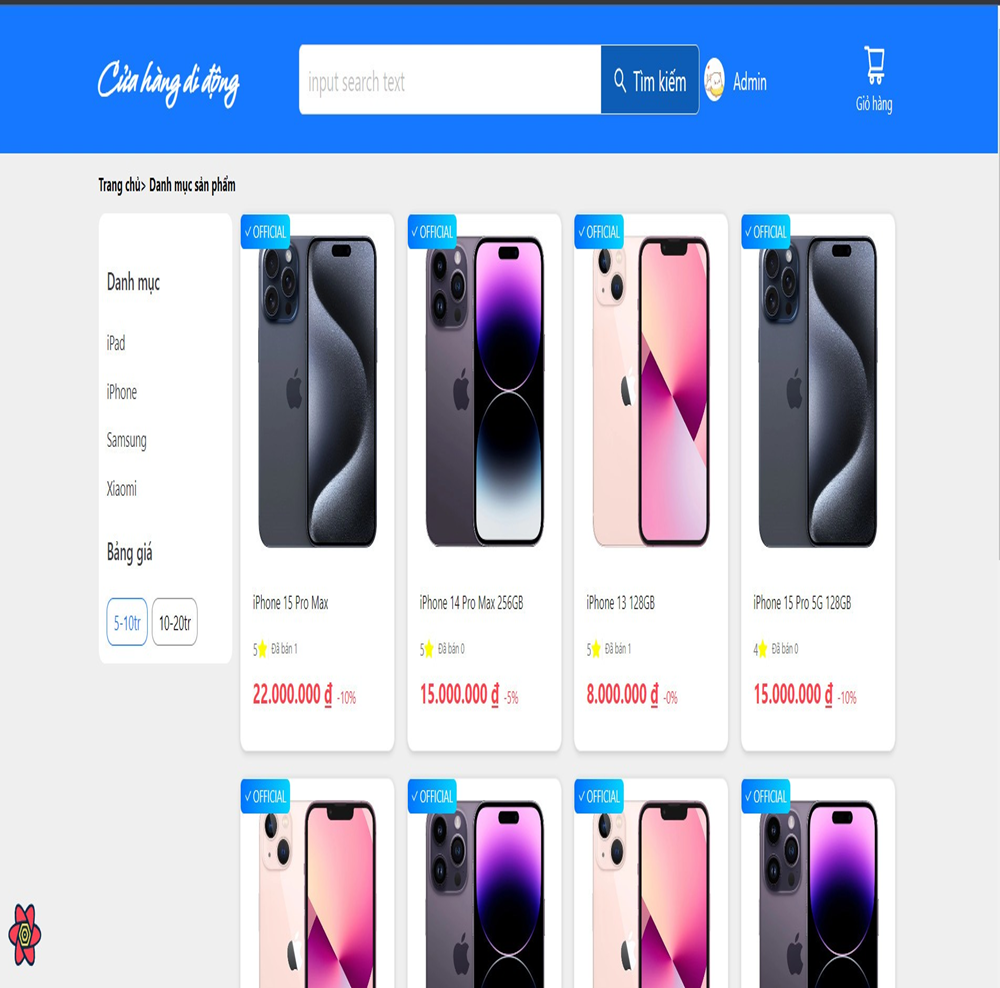 Cửa hàng di động
input search text
Tìm kiếm
Admin
Giỏ hàng
Trang chủ> Danh mục sản phẩm
Danh mục
iPad
iPhone
Samsung
Xiaomi
Bảng giá
5-10tr
10-20tr
✓ OFFICIAL
iPhone 15 Pro Max
5 Đã bán 1
22.000.000 ₫ -10%
✓ OFFICIAL
iPhone 14 Pro Max 256GB
5 Đã bán 0
15.000.000 ₫ -5%
✓ OFFICIAL
iPhone 13 128GB
5 Đã bán 1
8.000.000 ₫ -0%
✓ OFFICIAL
iPhone 15 Pro 5G 128GB
4 Đã bán 0
15.000.000 ₫ -10%
✓ OFFICIAL
✓ OFFICIAL
✓ OFFICIAL
✓ OFFICIAL